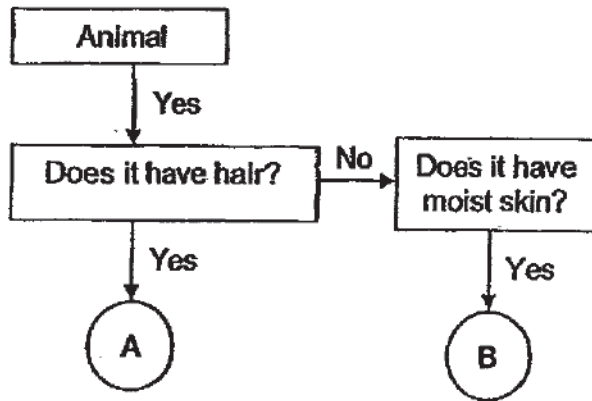 Animal
Yes
Does it have hair?
No
Does it have
moist skin?
Yes
Yes
A
B